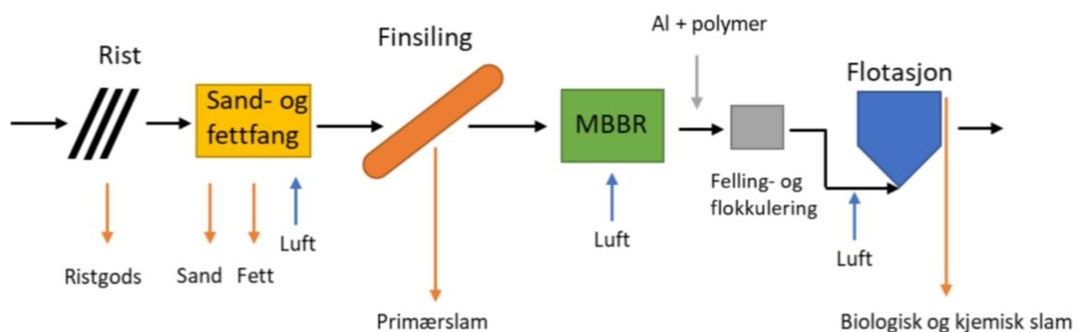 Rist
Sand- og
fettfang
Finsiling
MBBR
Al + polymer
Felling- og
flokkulering
Flotasjon
Ristgods
Sand
Fett
Luft
Primærslam
Luft
Luft
Biologisk og kjemisk slam